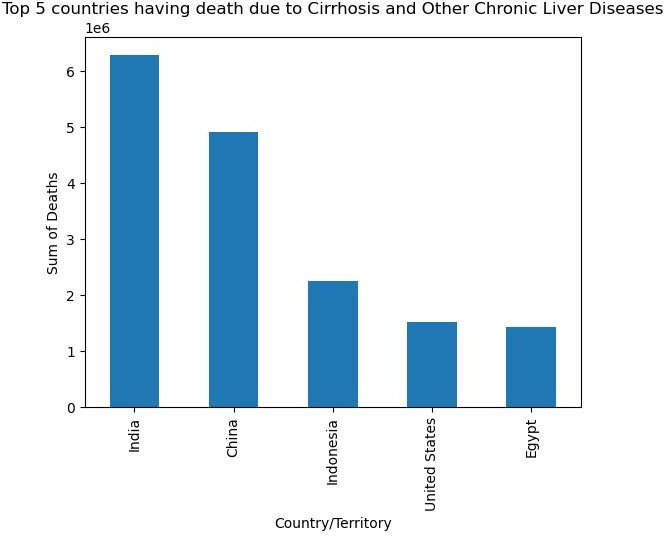 Top 5 countries having death due to Cirrhosis and Other Chronic Liver Diseases
1e6
6
5
4
3
2
1
0
Sum of Deaths
India
China
Indonesia
United States
Egypt
Country/Territory